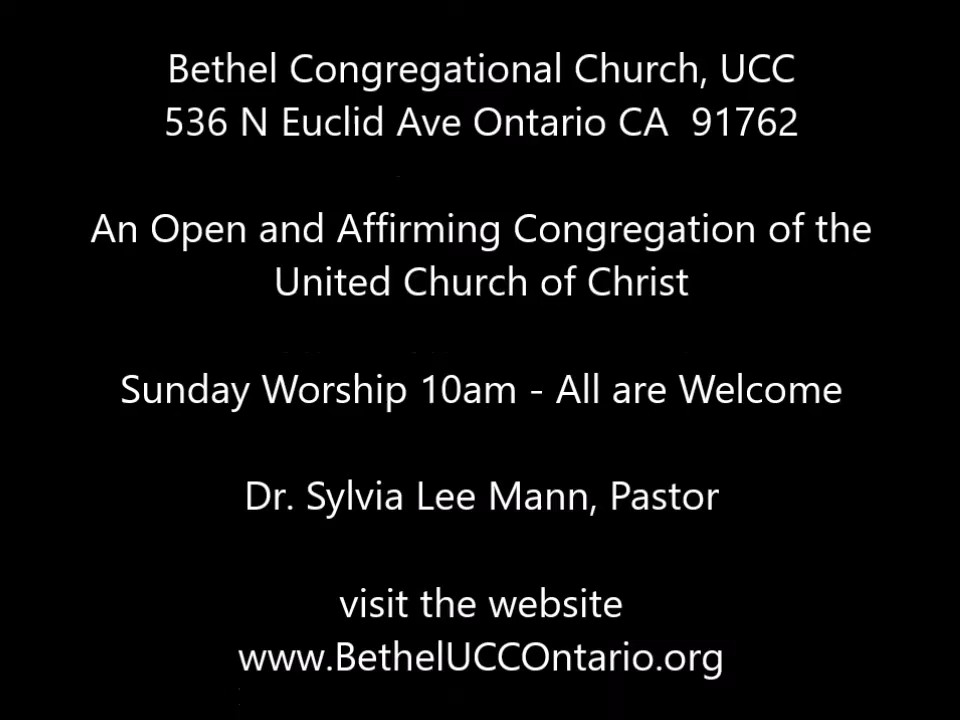 Bethel Congregational Church, UCC
536 N Euclid Ave Ontario CA  91762
An Open and Affirming Congregation of the
United Church of Christ
Sunday Worship 10am - All are Welcome
Dr. Sylvia Lee Mann, Pastor
visit the website
www.BethelUCCOntario.org